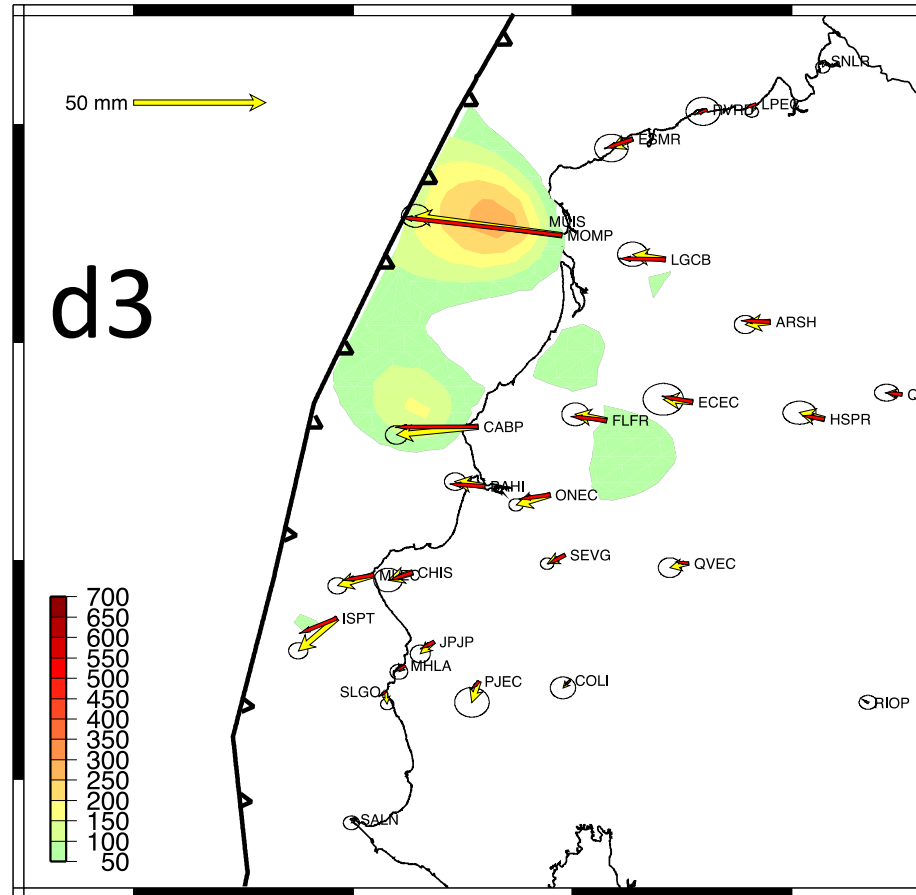 SNLR
50 mm
LPEC
PVRD
ESMR
MUIS
MOMP
LGCB
d3
ARSH
Q
ECEC
HSPR
FLFR
CABP
BAHI
ONEC
SEVG
QVEC
CHIS
ISPT
JPJP
MHLA
PJEC
COLI
SLGO
RIOP
SALN
700
650
600
550
500
450
400
350
300
250
200
150
100
50